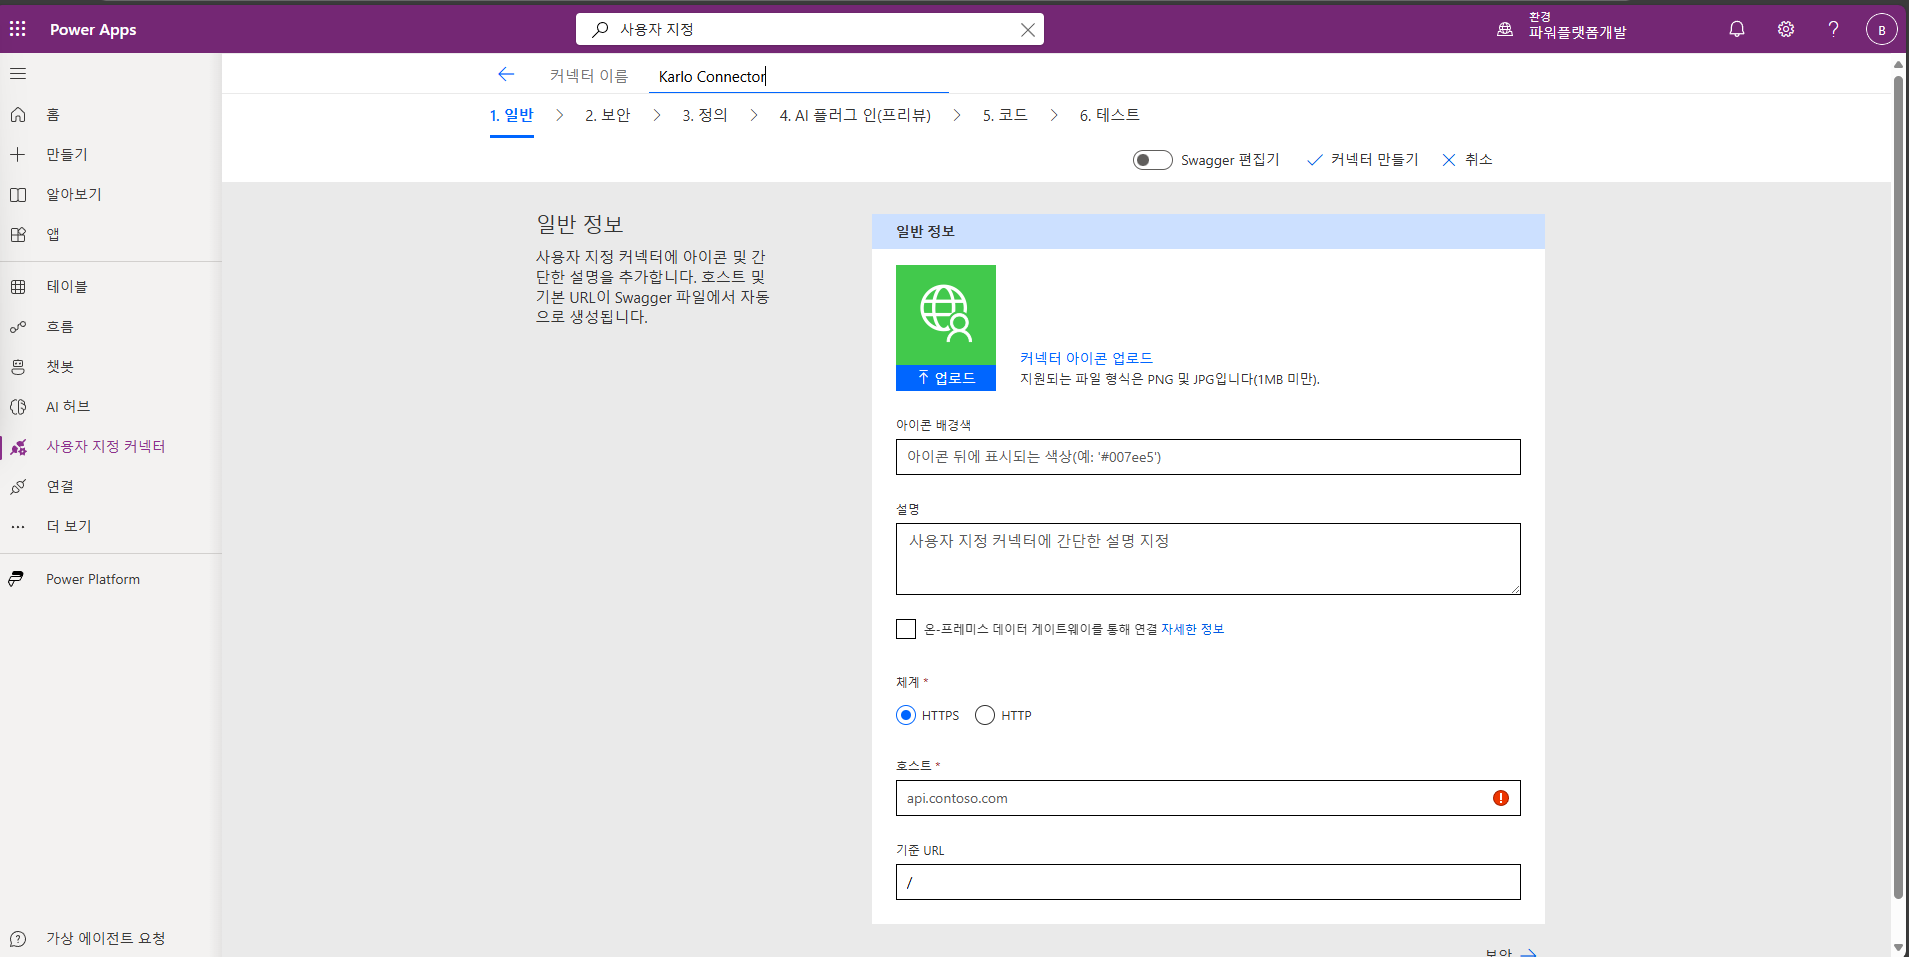 Power Apps
사용자 지정
환경
파워플랫폼개발
B
커넥터 이름
Karlo Connector
1. 일반
2. 보안
3. 정의
4. AI 플러그 인(프리뷰)
5. 코드
6. 테스트
Swagger 편집기
커넥터 만들기
취소
홈
만들기
알아보기
앱
테이블
흐름
챗봇
AI 허브
사용자 지정 커넥터
연결
더 보기
Power Platform
가상 에이전트 요청
일반 정보
사용자 지정 커넥터에 아이콘 및 간
단한 설명을 추가합니다. 호스트 및
기본 URL이 Swagger 파일에서 자동
으로 생성됩니다.
일반 정보
업로드
커넥터 아이콘 업로드
지원되는 파일 형식은 PNG 및 JPG입니다(1MB 미만).
아이콘 배경색
아이콘 뒤에 표시되는 색상(예: '#007ee5')
설명
사용자 지정 커넥터에 간단한 설명 지정
온-프레미스 데이터 게이트웨이를 통해 연결 자세한 정보
체계 *
HTTPS
HTTP
호스트 *
api.contoso.com
기준 URL
/
보안